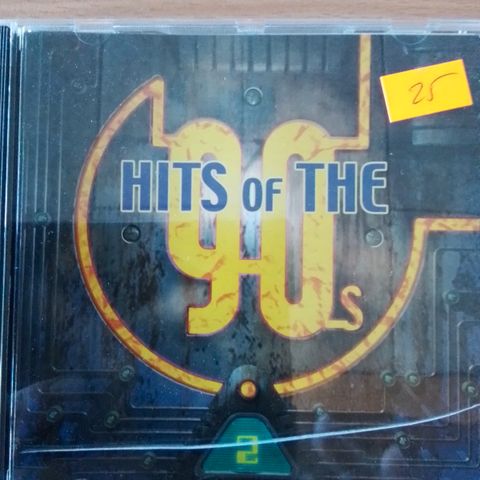 25
HITS OF THE
90s
2